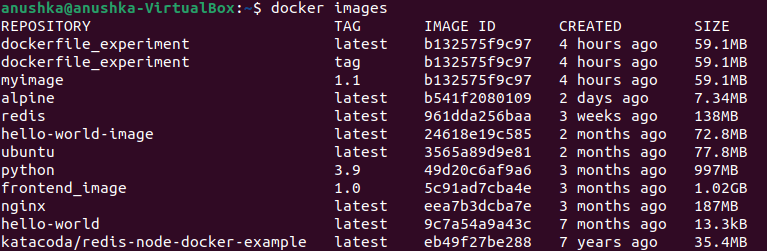 anushka@anushka-VirtualBox:~$ docker images
REPOSITORY TAG IMAGE ID CREATED SIZE
dockerfile_experiment latest b132575f9c97 4 hours ago 59.1MB
dockerfile_experiment tag b132575f9c97 4 hours ago 59.1MB
myimage 1.1 b132575f9c97 4 hours ago 59.1MB
alpine latest b541f2080109 2 days ago 7.34MB
redis latest 961dda256baa 3 weeks ago 138MB
hello-world-image latest 24618e19c585 2 months ago 72.8MB
ubuntu latest 3565a89d9e81 2 months ago 77.8MB
python 3.9 49d20c6af9a6 3 months ago 997MB
frontend_image 1.0 5c91ad7cba4e 3 months ago 1.02GB
nginx latest eea7b3dcba7e 3 months ago 187MB
hello-world latest 9c7a54a9a43c 7 months ago 13.3kB
katacoda/redis-node-docker-example latest eb49f27be288 7 years ago 35.4MB